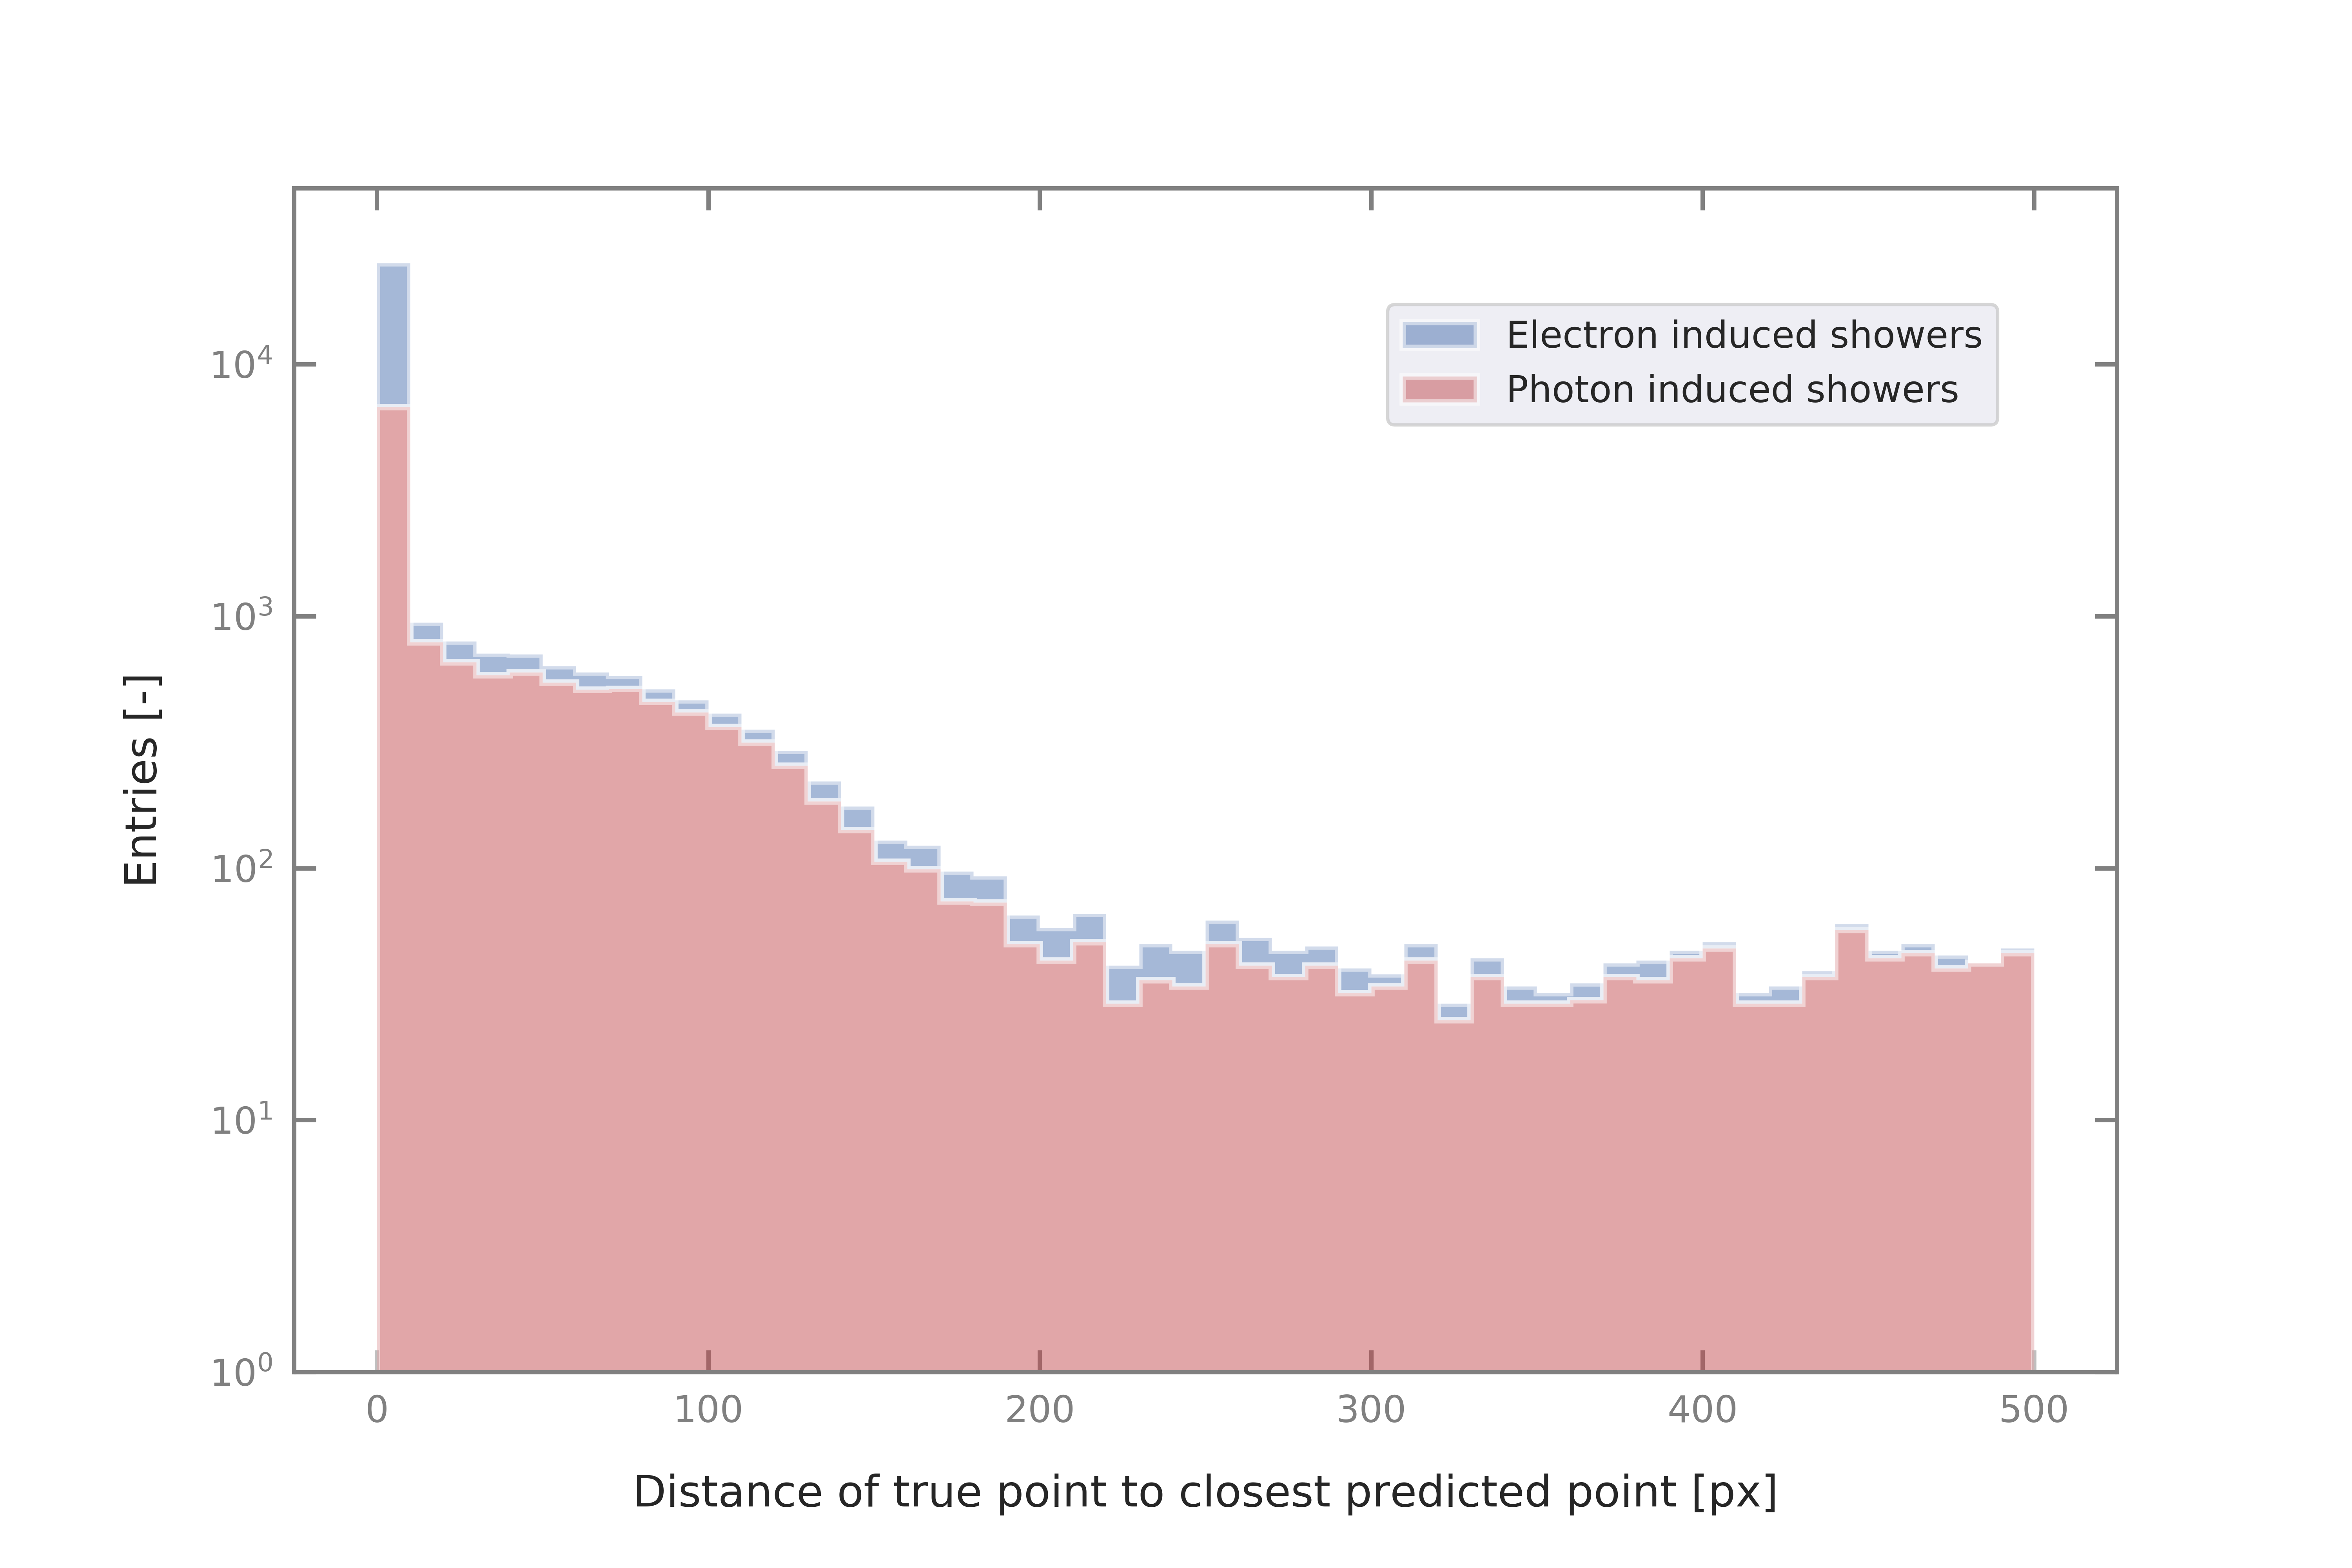 Electron induced showers
Photon induced showers
Entries [-]
10⁴
10³
10²
10¹
10⁰
0 100 200 300 400 500
Distance of true point to closest predicted point [px]